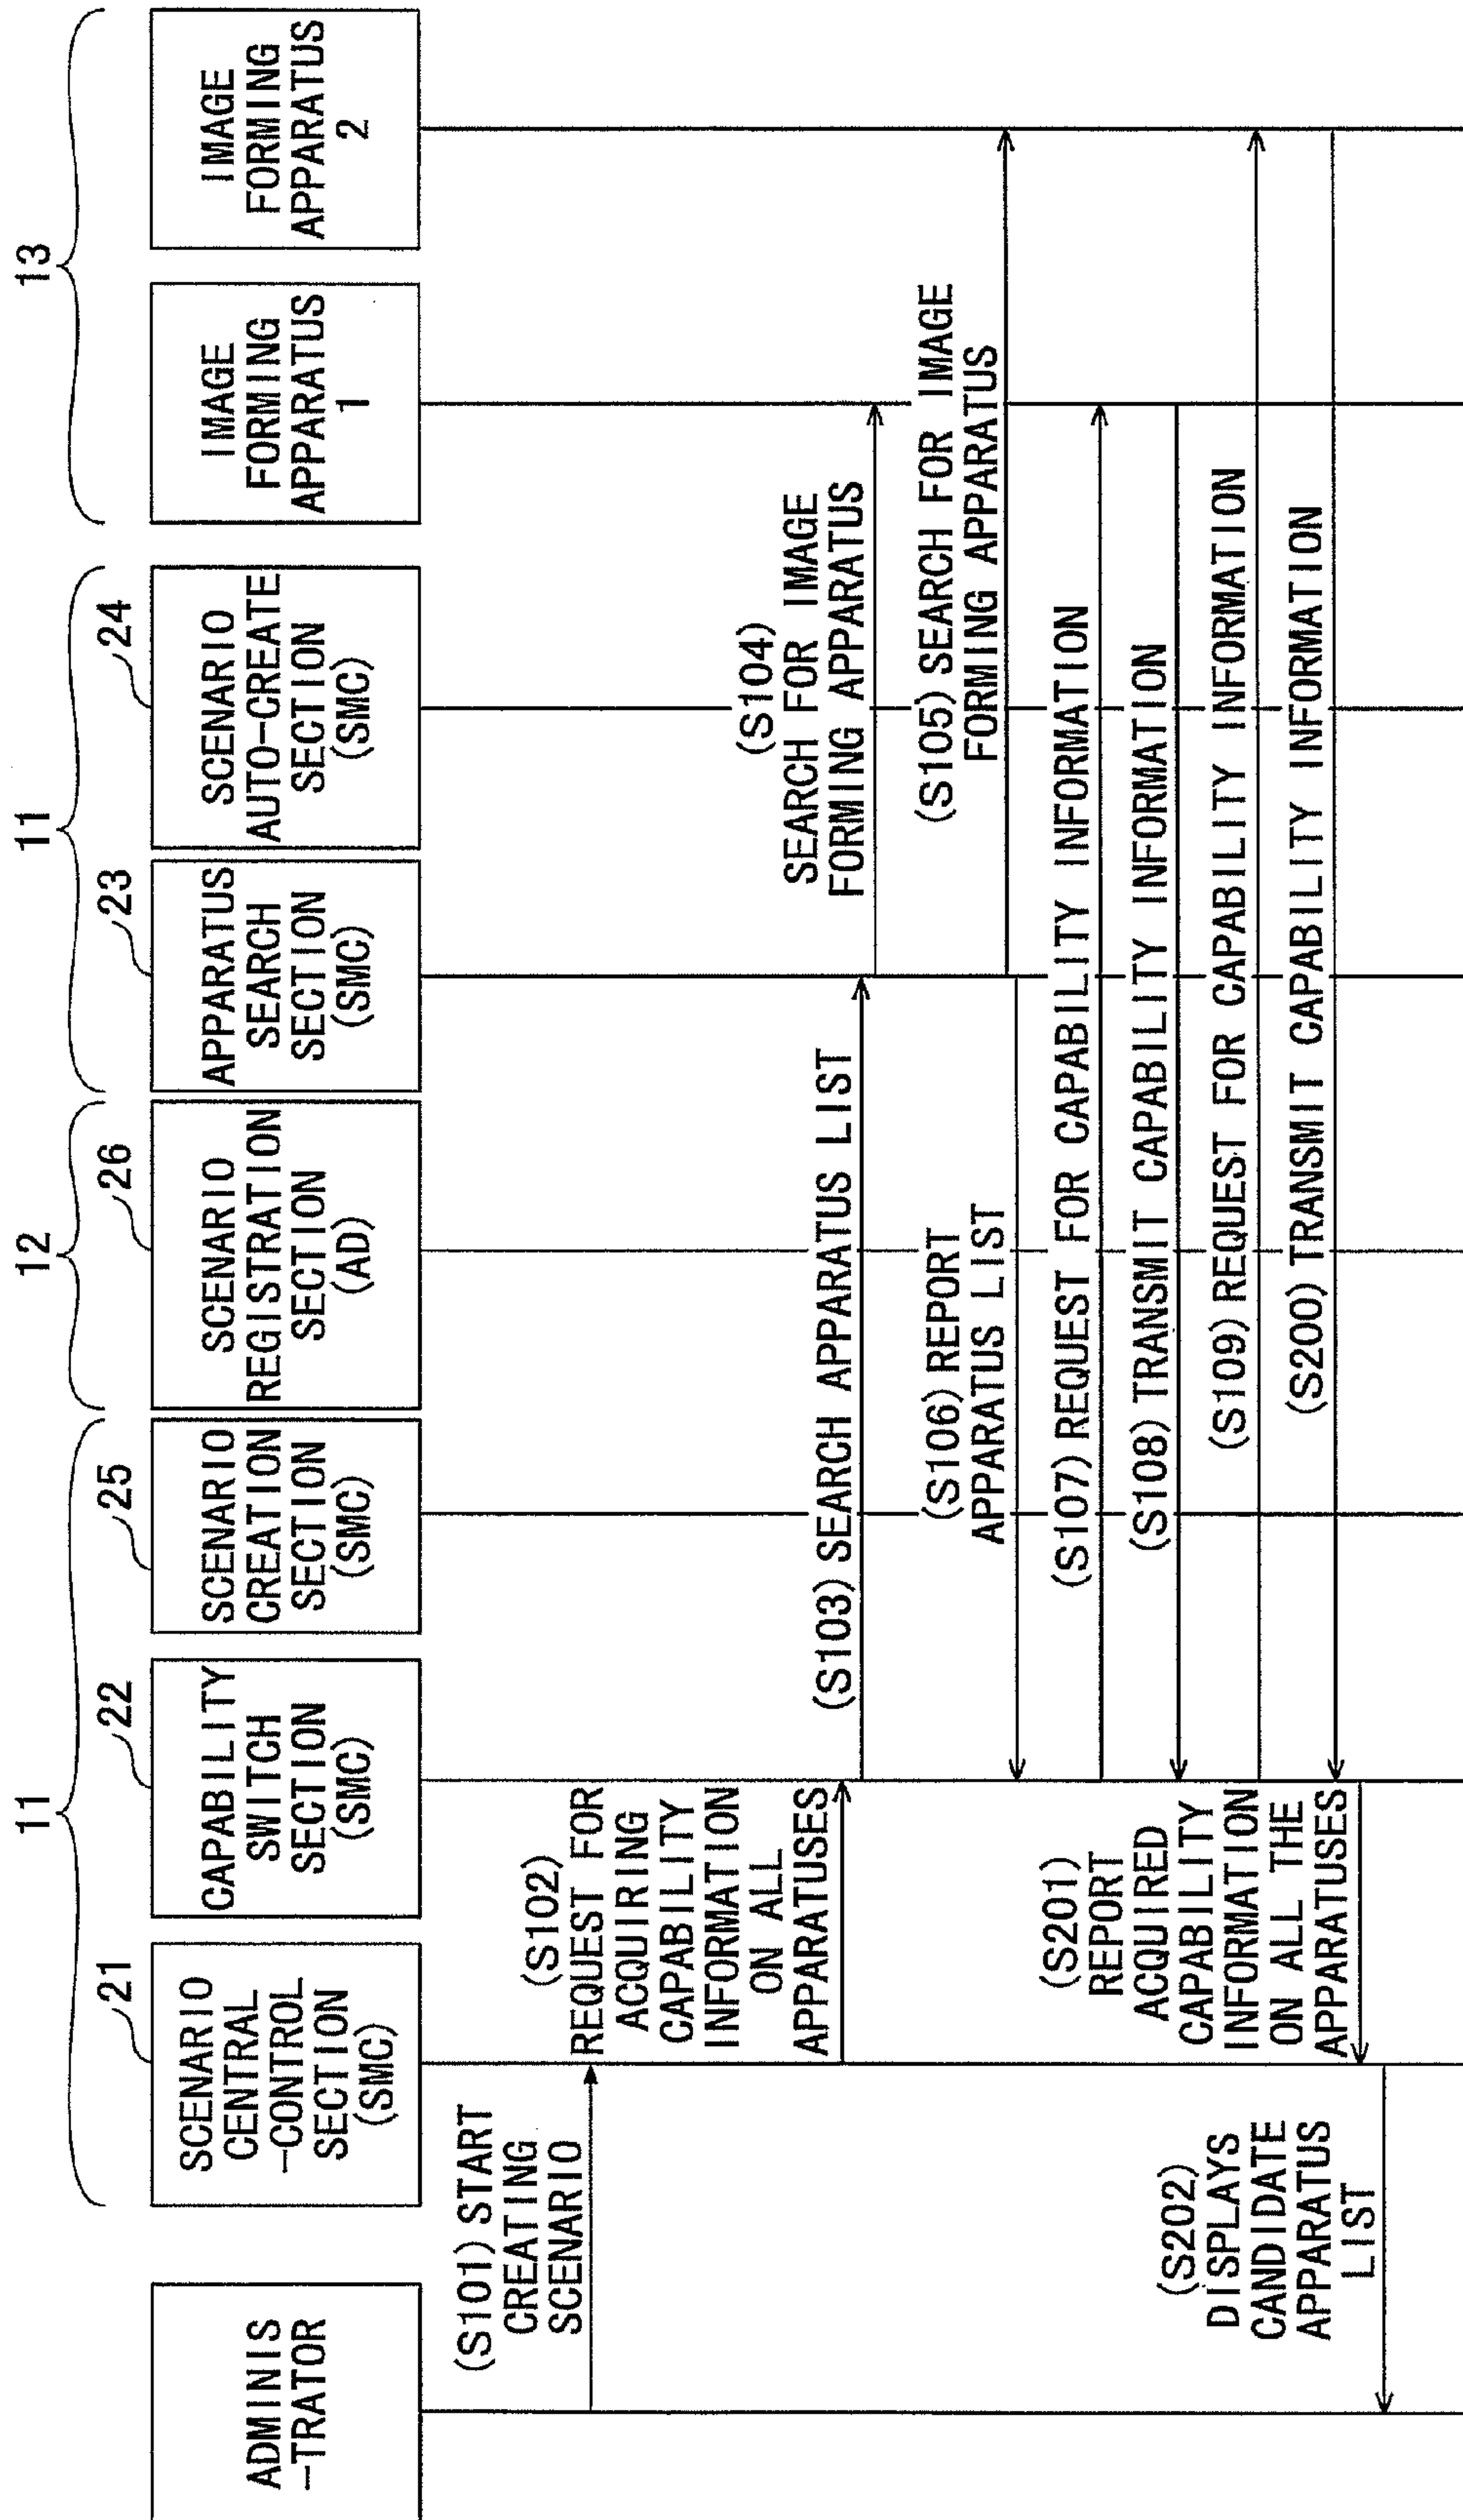 11
12
11
13
21
22
25
26
23
24
ADMINIS
-TRATOR
SCENARIO
CENTRAL
-CONTROL
SECTION
(SMC)
CAPABILITY
SWITCH
SECTION
(SMC)
SCENARIO
CREATION
SECTION
(SMC)
SCENARIO
REGISTRATION
SECTION
(AD)
APPARATUS
SEARCH
SECTION
(SMC)
SCENARIO
AUTO-CREATE
SECTION
(SMC)
IMAGE
FORMING
APPARATUS
1
IMAGE
FORMING
APPARATUS
2
(S101) START
CREATING
SCENARIO
(S102)
REQUEST FOR
ACQUIRING
CAPABILITY
INFORMATION
ON ALL
APPARATUSES
(S103) SEARCH APPARATUS LIST
(S104)
SEARCH FOR IMAGE
FORMING APPARATUS
(S105) SEARCH FOR IMAGE
FORMING APPARATUS
(S106) REPORT
APPARATUS LIST
(S107) REQUEST FOR CAPABILITY INFORMATION
(S108) TRANSMIT CAPABILITY INFORMATION
(S109) REQUEST FOR CAPABILITY INFORMATION
(S200) TRANSMIT CAPABILITY INFORMATION
(S201)
REPORT
ACQUIRED
CAPABILITY
INFORMATION
ON ALL THE
APPARATUSES
(S202)
DISPLAYS
CANDIDATE
APPARATUS
LIST